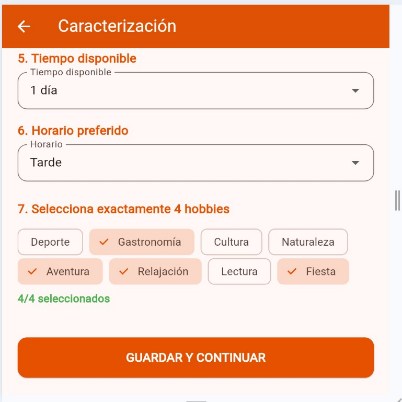 Caracterización
5. Tiempo disponible
Tiempo disponible
1 día
6. Horario preferido
Horario
Tarde
7. Selecciona exactamente 4 hobbies
Deporte Gastronomía Cultura Naturaleza
Aventura Relajación Lectura Fiesta
4/4 seleccionados
GUARDAR Y CONTINUAR